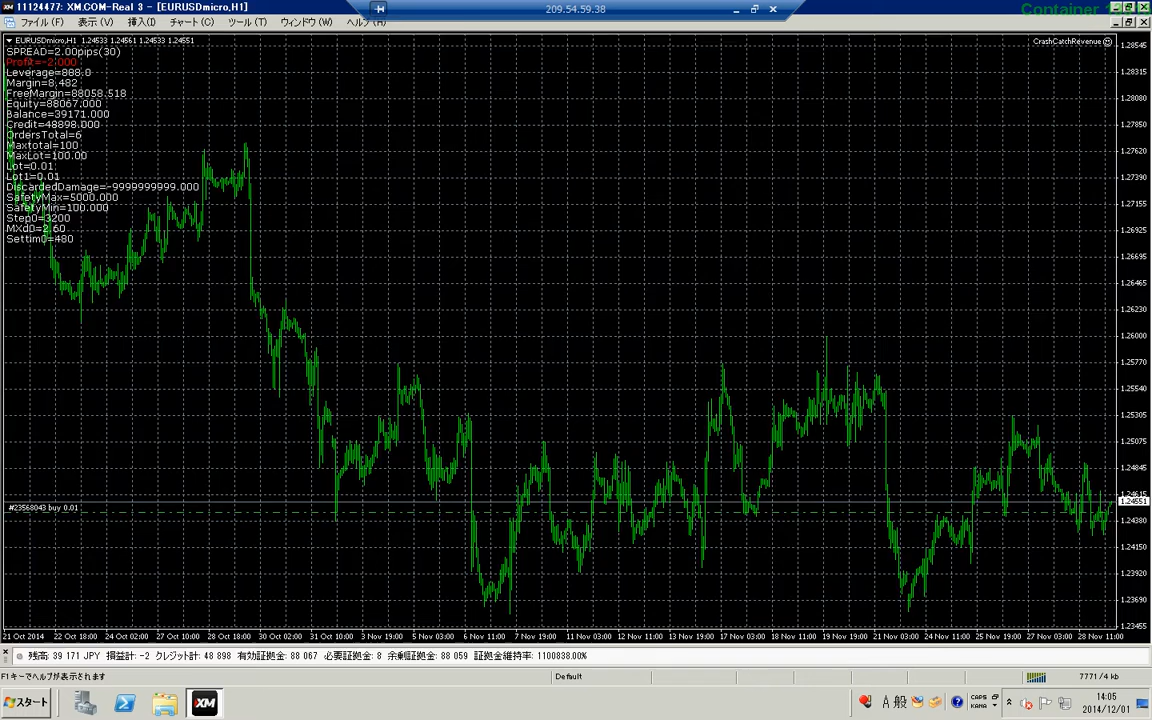 11124477: XM.COM-Real 3 - [EURUSDmicro,H1]
209.54.59.38
Container
ファイル(F) 表示(V) 挿入(I) チャート(C) ツール(T) ウィンドウ(W) ヘルプ(H)
EURUSDmicro,H1 1.24533 1.24561 1.24533 1.24551
CrashCatchRevenue
SPREAD=2.00pips(30)
Profit=-2.000
Leverage=888.0
Margin=8.482
FreeMargin=88058.518
Equity=88067.000
Balance=39171.000
Credit=48898.000
OrdersTotal=6
Maxtotal=100
MaxLot=100.00
Lot=0.01
Lot1=0.01
DiscardedDamage=-9999999999.000
SafetyMax=5000.000
SafetyMin=100.000
Step0=3200
MXd0=2.60
Settim0=480
1.28545
1.28315
1.28080
1.27850
1.27620
1.27390
1.27155
1.26925
1.26695
1.26465
1.26230
1.26000
1.25770
1.25540
1.25305
1.25075
1.24845
1.24615
1.24551
1.24380
1.24150
1.23920
1.23690
1.23455
#23568043 buy 0.01
21 Oct 2014 22 Oct 18:00 24 Oct 02:00 27 Oct 10:00 28 Oct 18:00 30 Oct 02:00 31 Oct 10:00 3 Nov 19:00 5 Nov 03:00 6 Nov 11:00 7 Nov 19:00 11 Nov 03:00 12 Nov 11:00 13 Nov 19:00 17 Nov 03:00 18 Nov 11:00 19 Nov 19:00 21 Nov 03:00 24 Nov 11:00 25 Nov 19:00 27 Nov 03:00 28 Nov 11:00
残高: 39 171 JPY 損益計: -2 クレジット計: 48 898 有効証拠金: 88 067 必要証拠金: 8 余剰証拠金: 88 059 証拠金維持率: 1100838.00%
F1キーでヘルプが表示されます
Default
7771/4 kb
スタート
XM
A 般
CAPS
KANA
14:05
2014/12/01